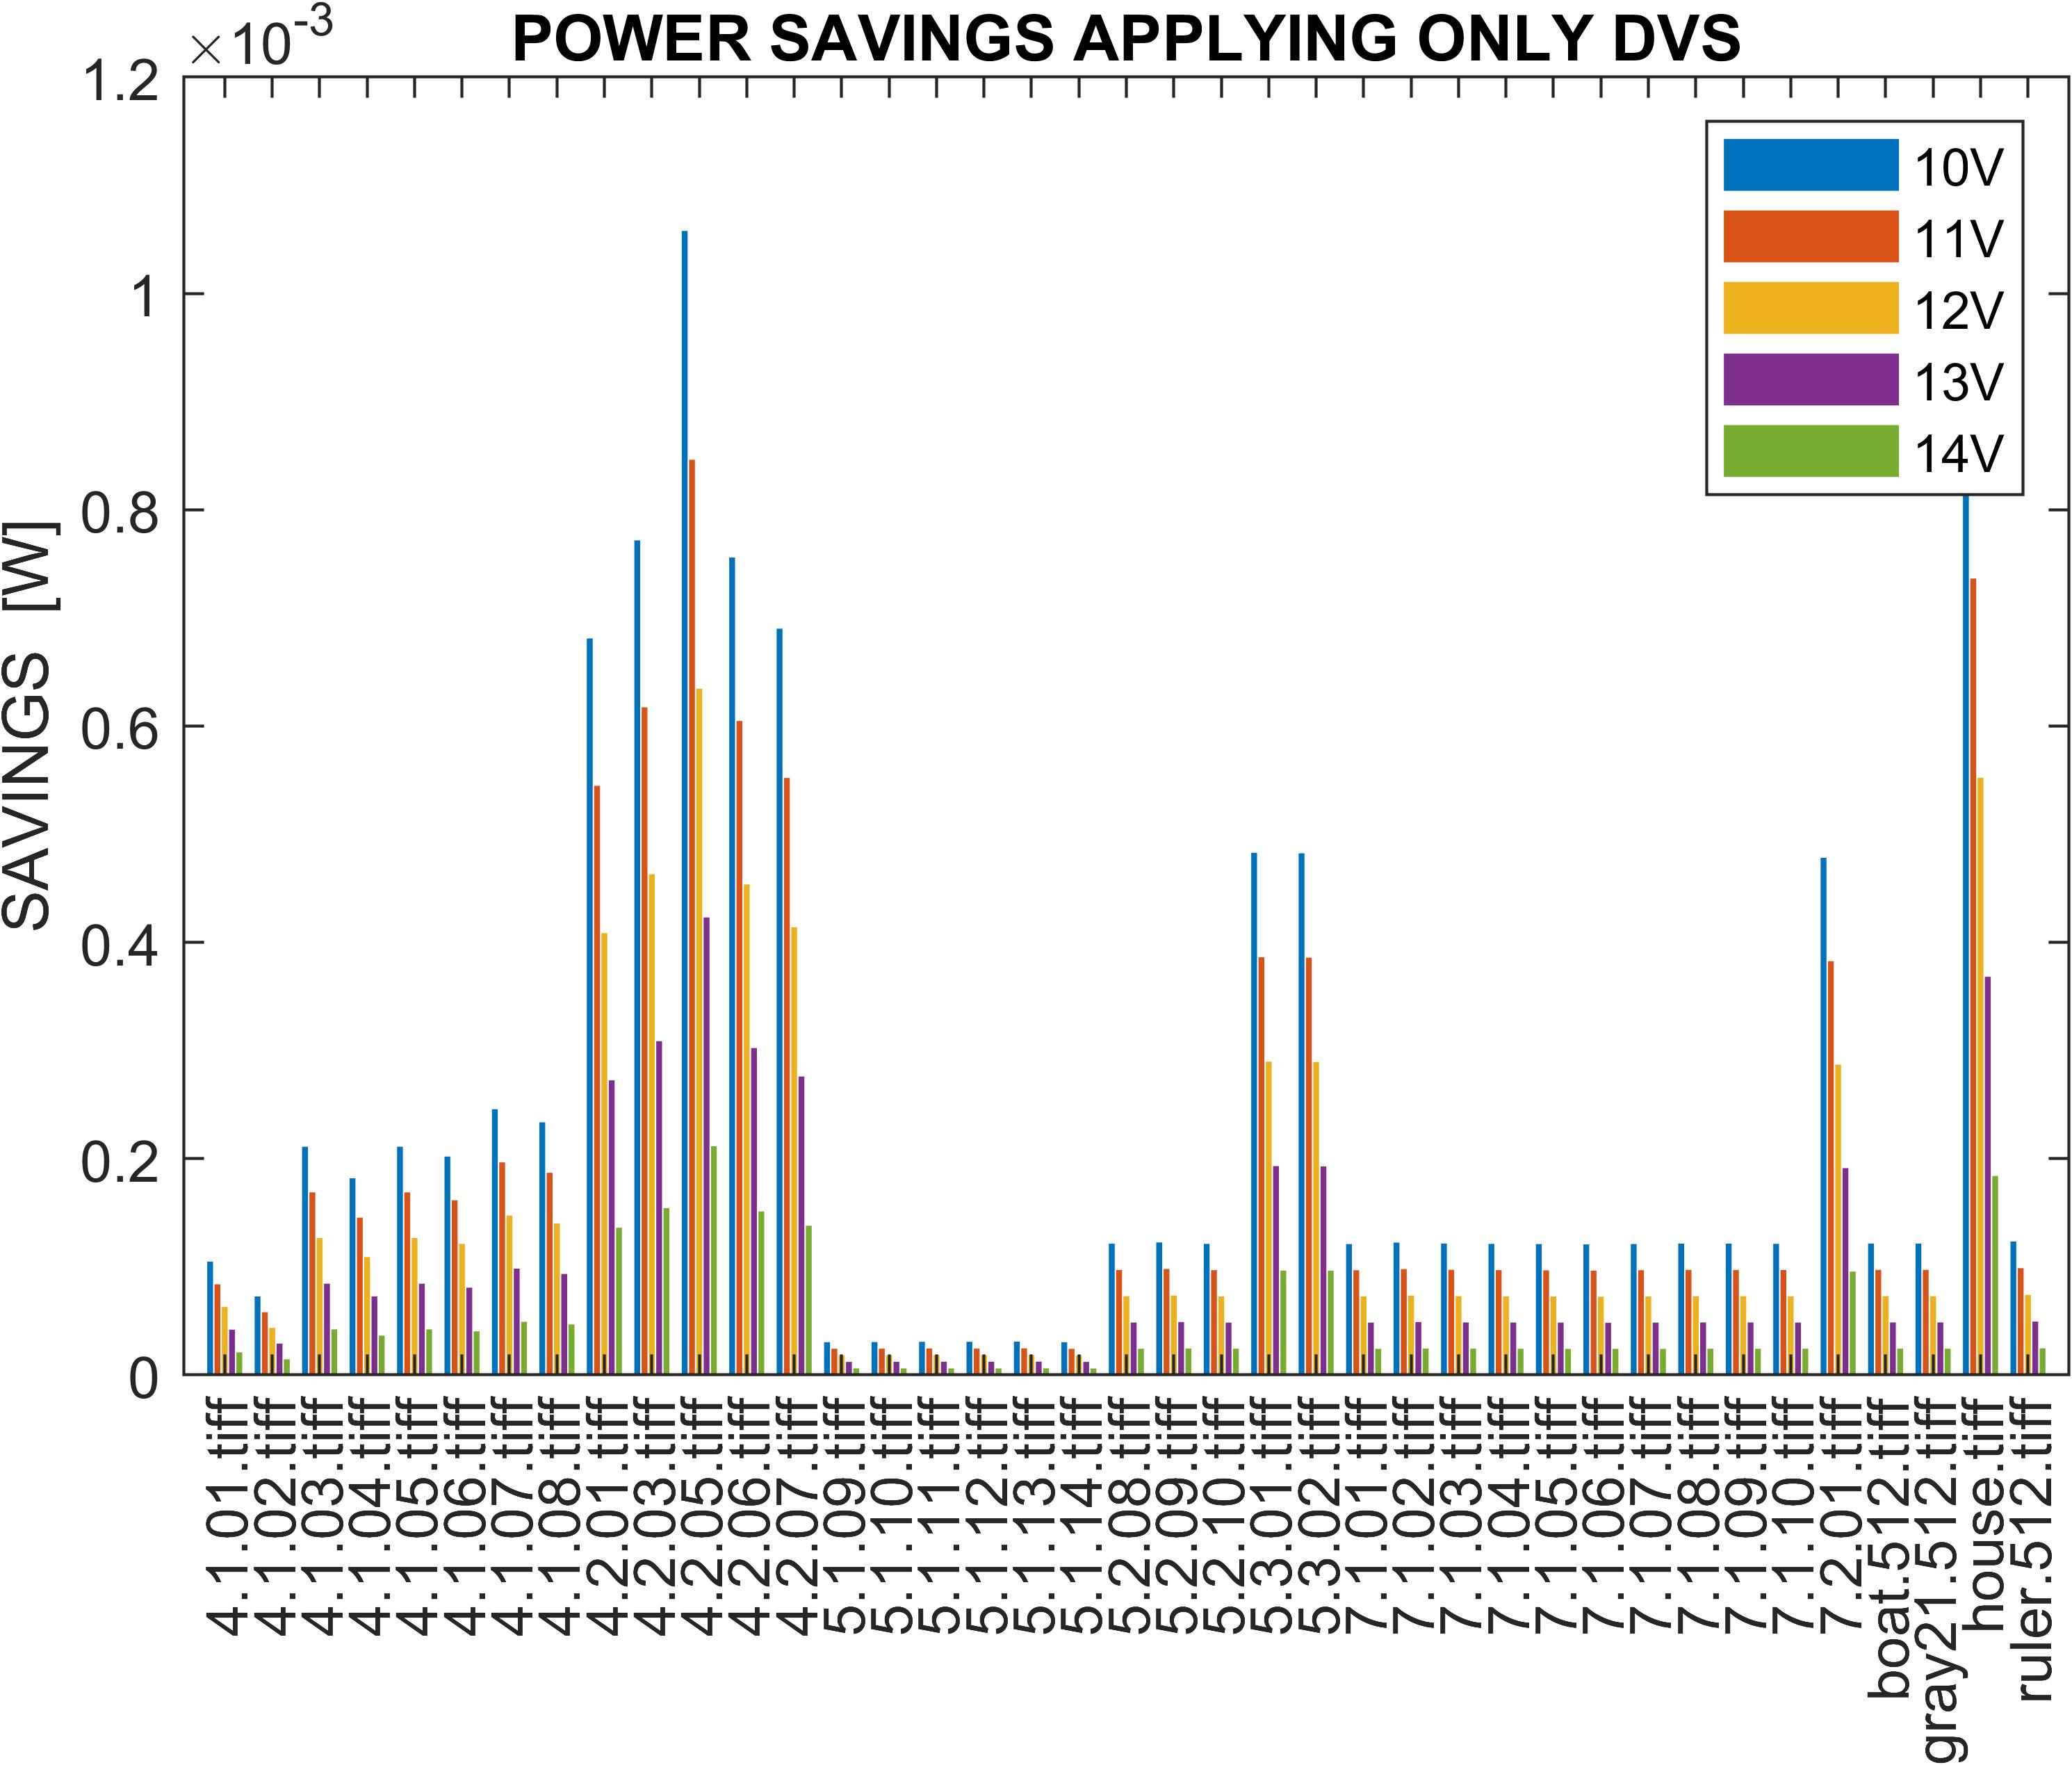 ×10-3
POWER SAVINGS APPLYING ONLY DVS
1.2
1
0.8
0.6
0.4
0.2
0
SAVINGS [W]
10V
11V
12V
13V
14V
4.1.01.tiff
4.1.02.tiff
4.1.03.tiff
4.1.04.tiff
4.1.05.tiff
4.1.06.tiff
4.1.07.tiff
4.1.08.tiff
4.2.01.tiff
4.2.03.tiff
4.2.05.tiff
4.2.06.tiff
4.2.07.tiff
5.1.09.tiff
5.1.10.tiff
5.1.11.tiff
5.1.12.tiff
5.1.13.tiff
5.1.14.tiff
5.2.08.tiff
5.2.09.tiff
5.2.10.tiff
5.3.01.tiff
5.3.02.tiff
7.1.01.tiff
7.1.02.tiff
7.1.03.tiff
7.1.04.tiff
7.1.05.tiff
7.1.06.tiff
7.1.07.tiff
7.1.08.tiff
7.1.09.tiff
7.1.10.tiff
7.2.01.tiff
boat.512.tiff
gray21.512.tiff
house.tiff
ruler.512.tiff